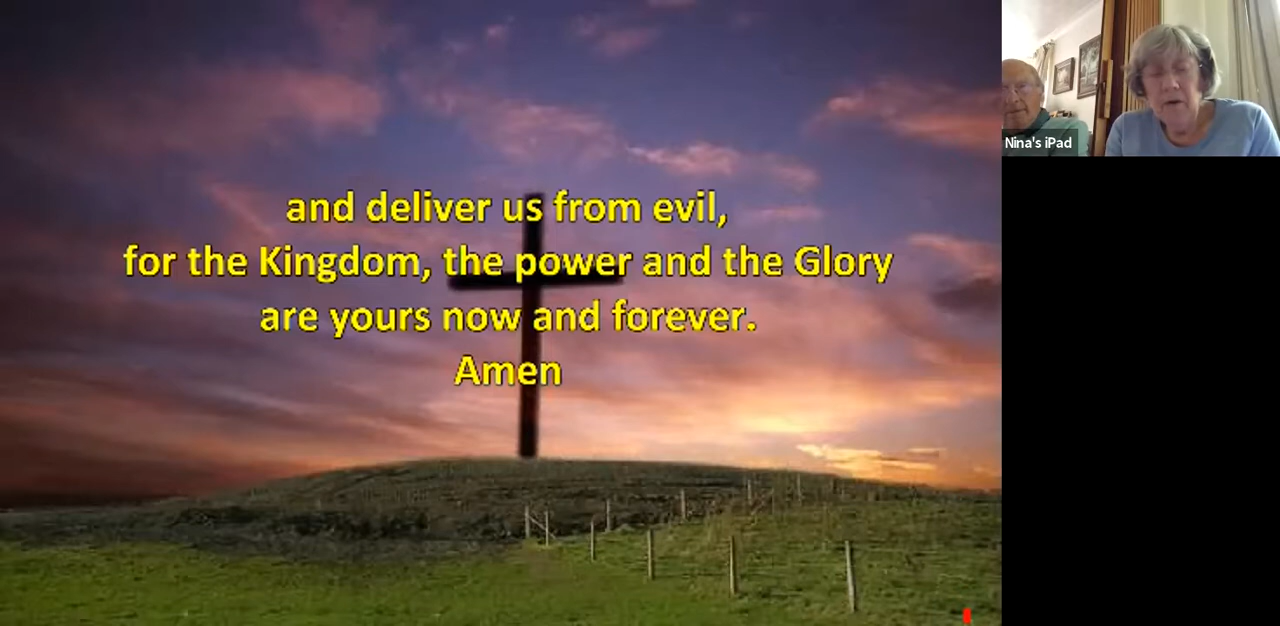 and deliver us from evil,
for the Kingdom, the power and the Glory
are yours now and forever.
Amen
Nina's iPad